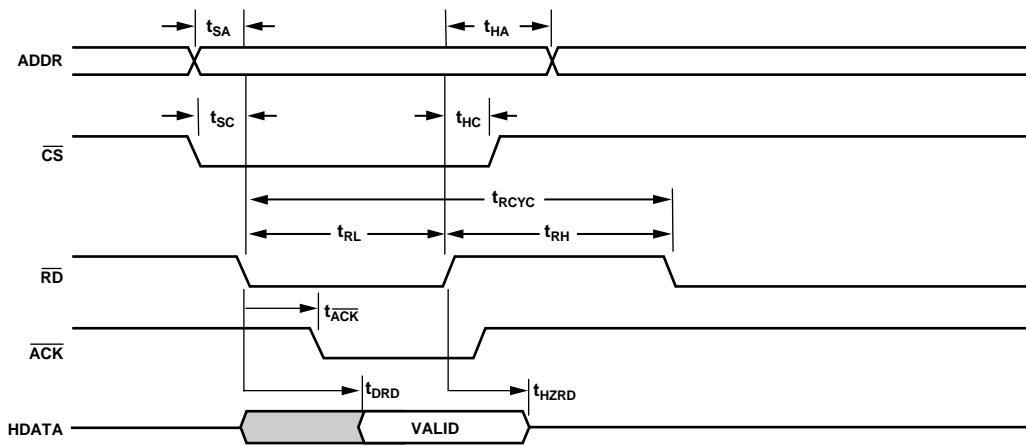 tSA
tHA
ADDR
tSC
tHC
CS
tRCYC
tRL
tRH
RD
tACK
ACK
tDRD
tHZRD
HDATA
VALID